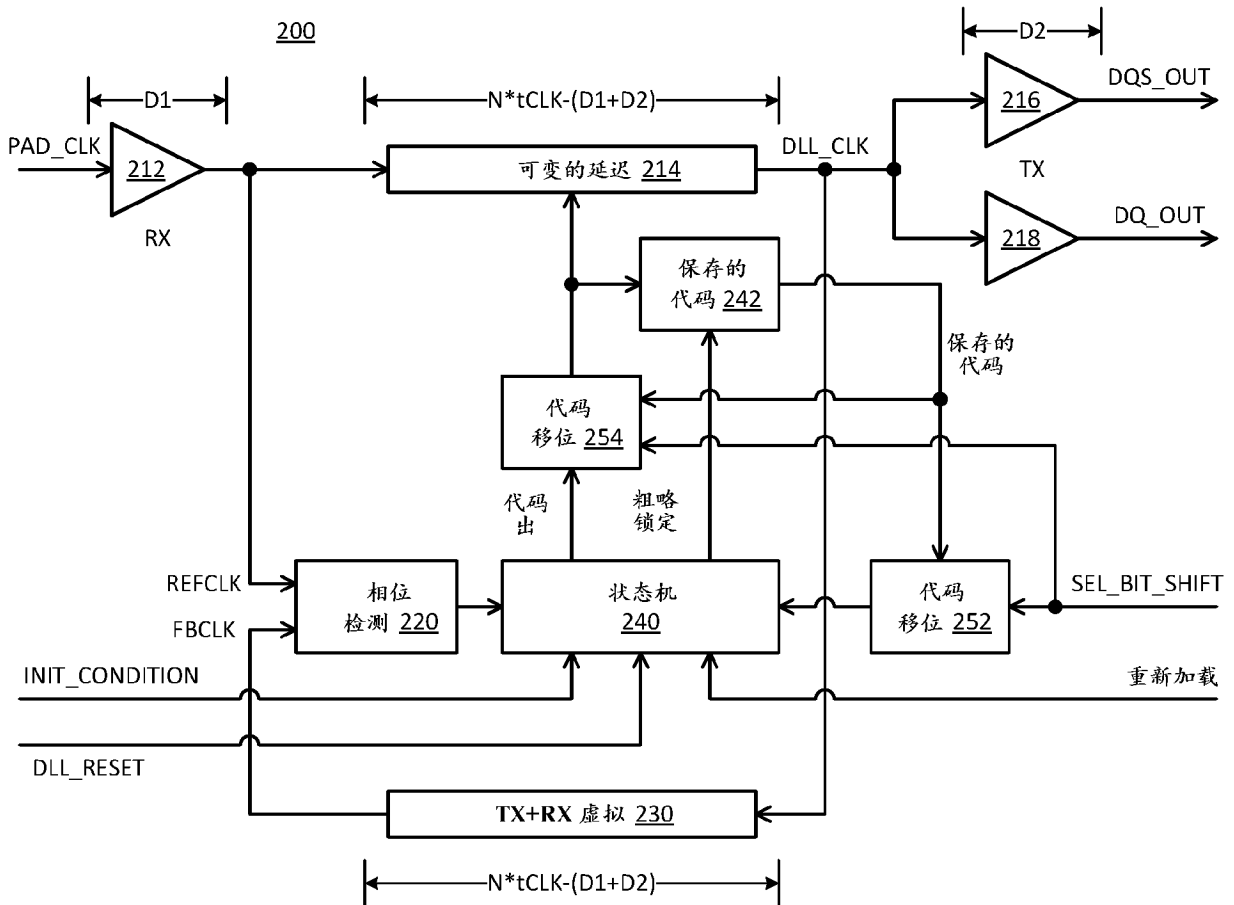 200
D1
N*tCLK-(D1+D2)
D2
PAD_CLK
212
RX
可变的延迟 214
DLL_CLK
216
DQS_OUT
TX
218
DQ_OUT
保存的
代码 242
保存的
代码
代码
移位 254
代码
出
粗略
锁定
REFCLK
FBCLK
相位
检测 220
状态机
240
代码
移位 252
SEL_BIT_SHIFT
INIT_CONDITION
重新加载
DLL_RESET
TX+RX 虚拟 230
N*tCLK-(D1+D2)